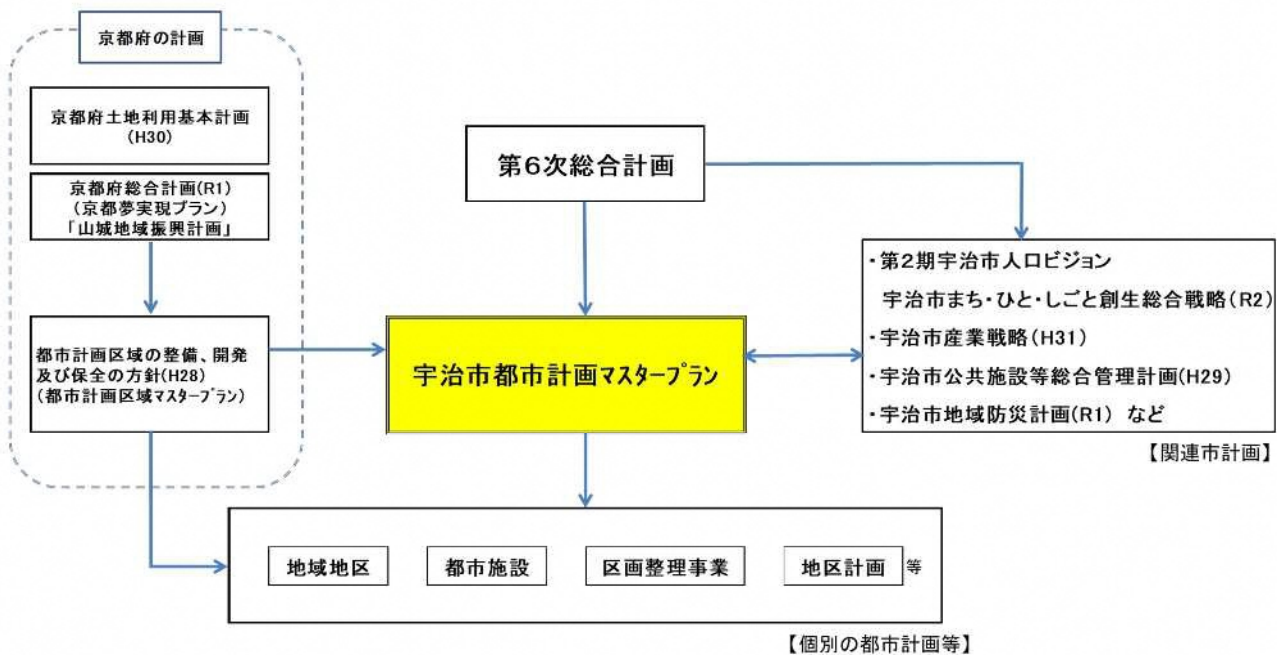 京都府の計画
京都府土地利用基本計画
(H30)
京都府総合計画(R1)
(京都夢実現プラン)
「山城地域振興計画」
都市計画区域の整備、開発
及び保全の方針(H28)
(都市計画区域マスタープラン)
第6次総合計画
宇治市都市計画マスタープラン
・第2期宇治市人口ビジョン
宇治市まち・ひと・しごと創生総合戦略(R2)
・宇治市産業戦略(H31)
・宇治市公共施設等総合管理計画(H29)
・宇治市地域防災計画(R1) など
【関連市計画】
地域地区 都市施設 区画整理事業 地区計画 等
【個別の都市計画等】